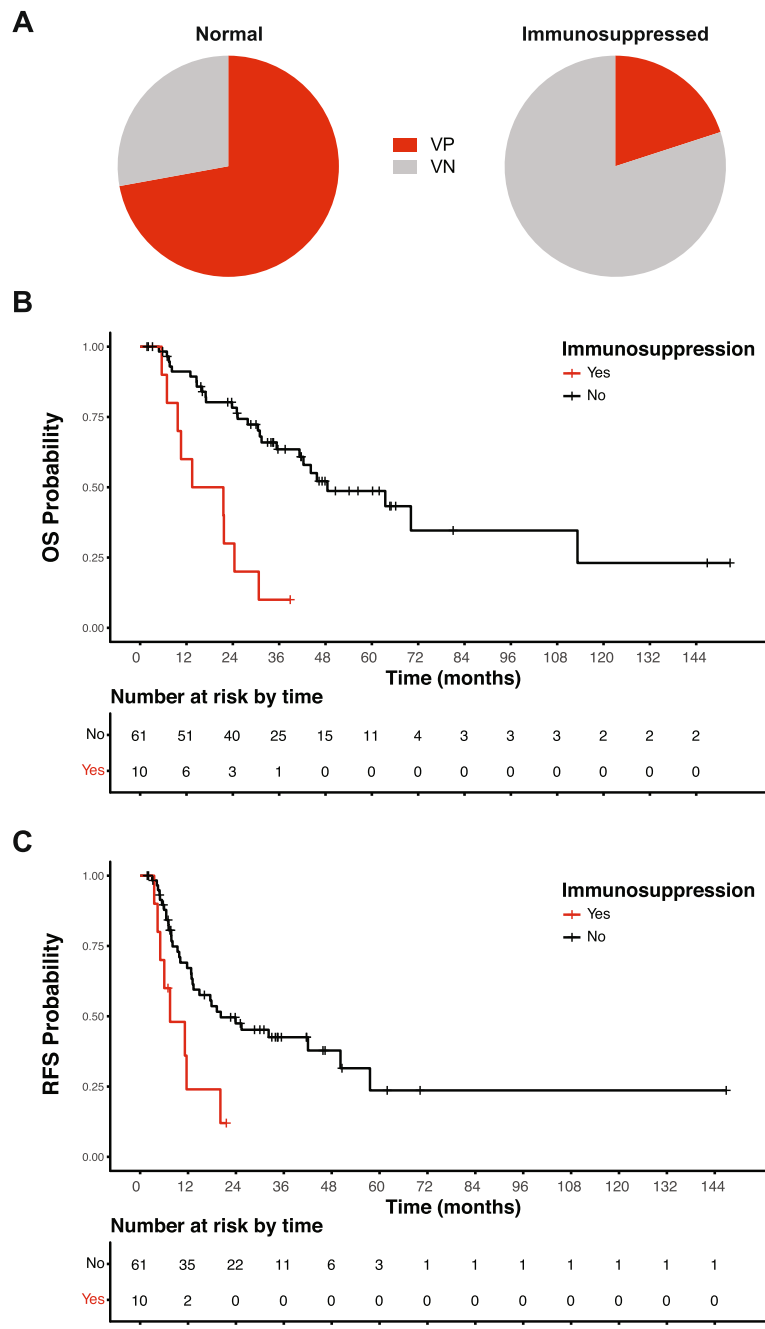 A
Normal
Immunosuppressed
VP
VN
B
OS Probability
1.00
0.75
0.50
0.25
0.00
Immunosuppression
Yes
No
0 12 24 36 48 60 72 84 96 108 120 132 144
Time (months)
Number at risk by time
No 61 51 40 25 15 11 4 3 3 3 2 2 2
Yes 10 6 3 1 0 0 0 0 0 0 0 0 0
C
RFS Probability
1.00
0.75
0.50
0.25
0.00
Immunosuppression
Yes
No
0 12 24 36 48 60 72 84 96 108 120 132 144
Time (months)
Number at risk by time
No 61 35 22 11 6 3 1 1 1 1 1 1 1
Yes 10 2 0 0 0 0 0 0 0 0 0 0 0